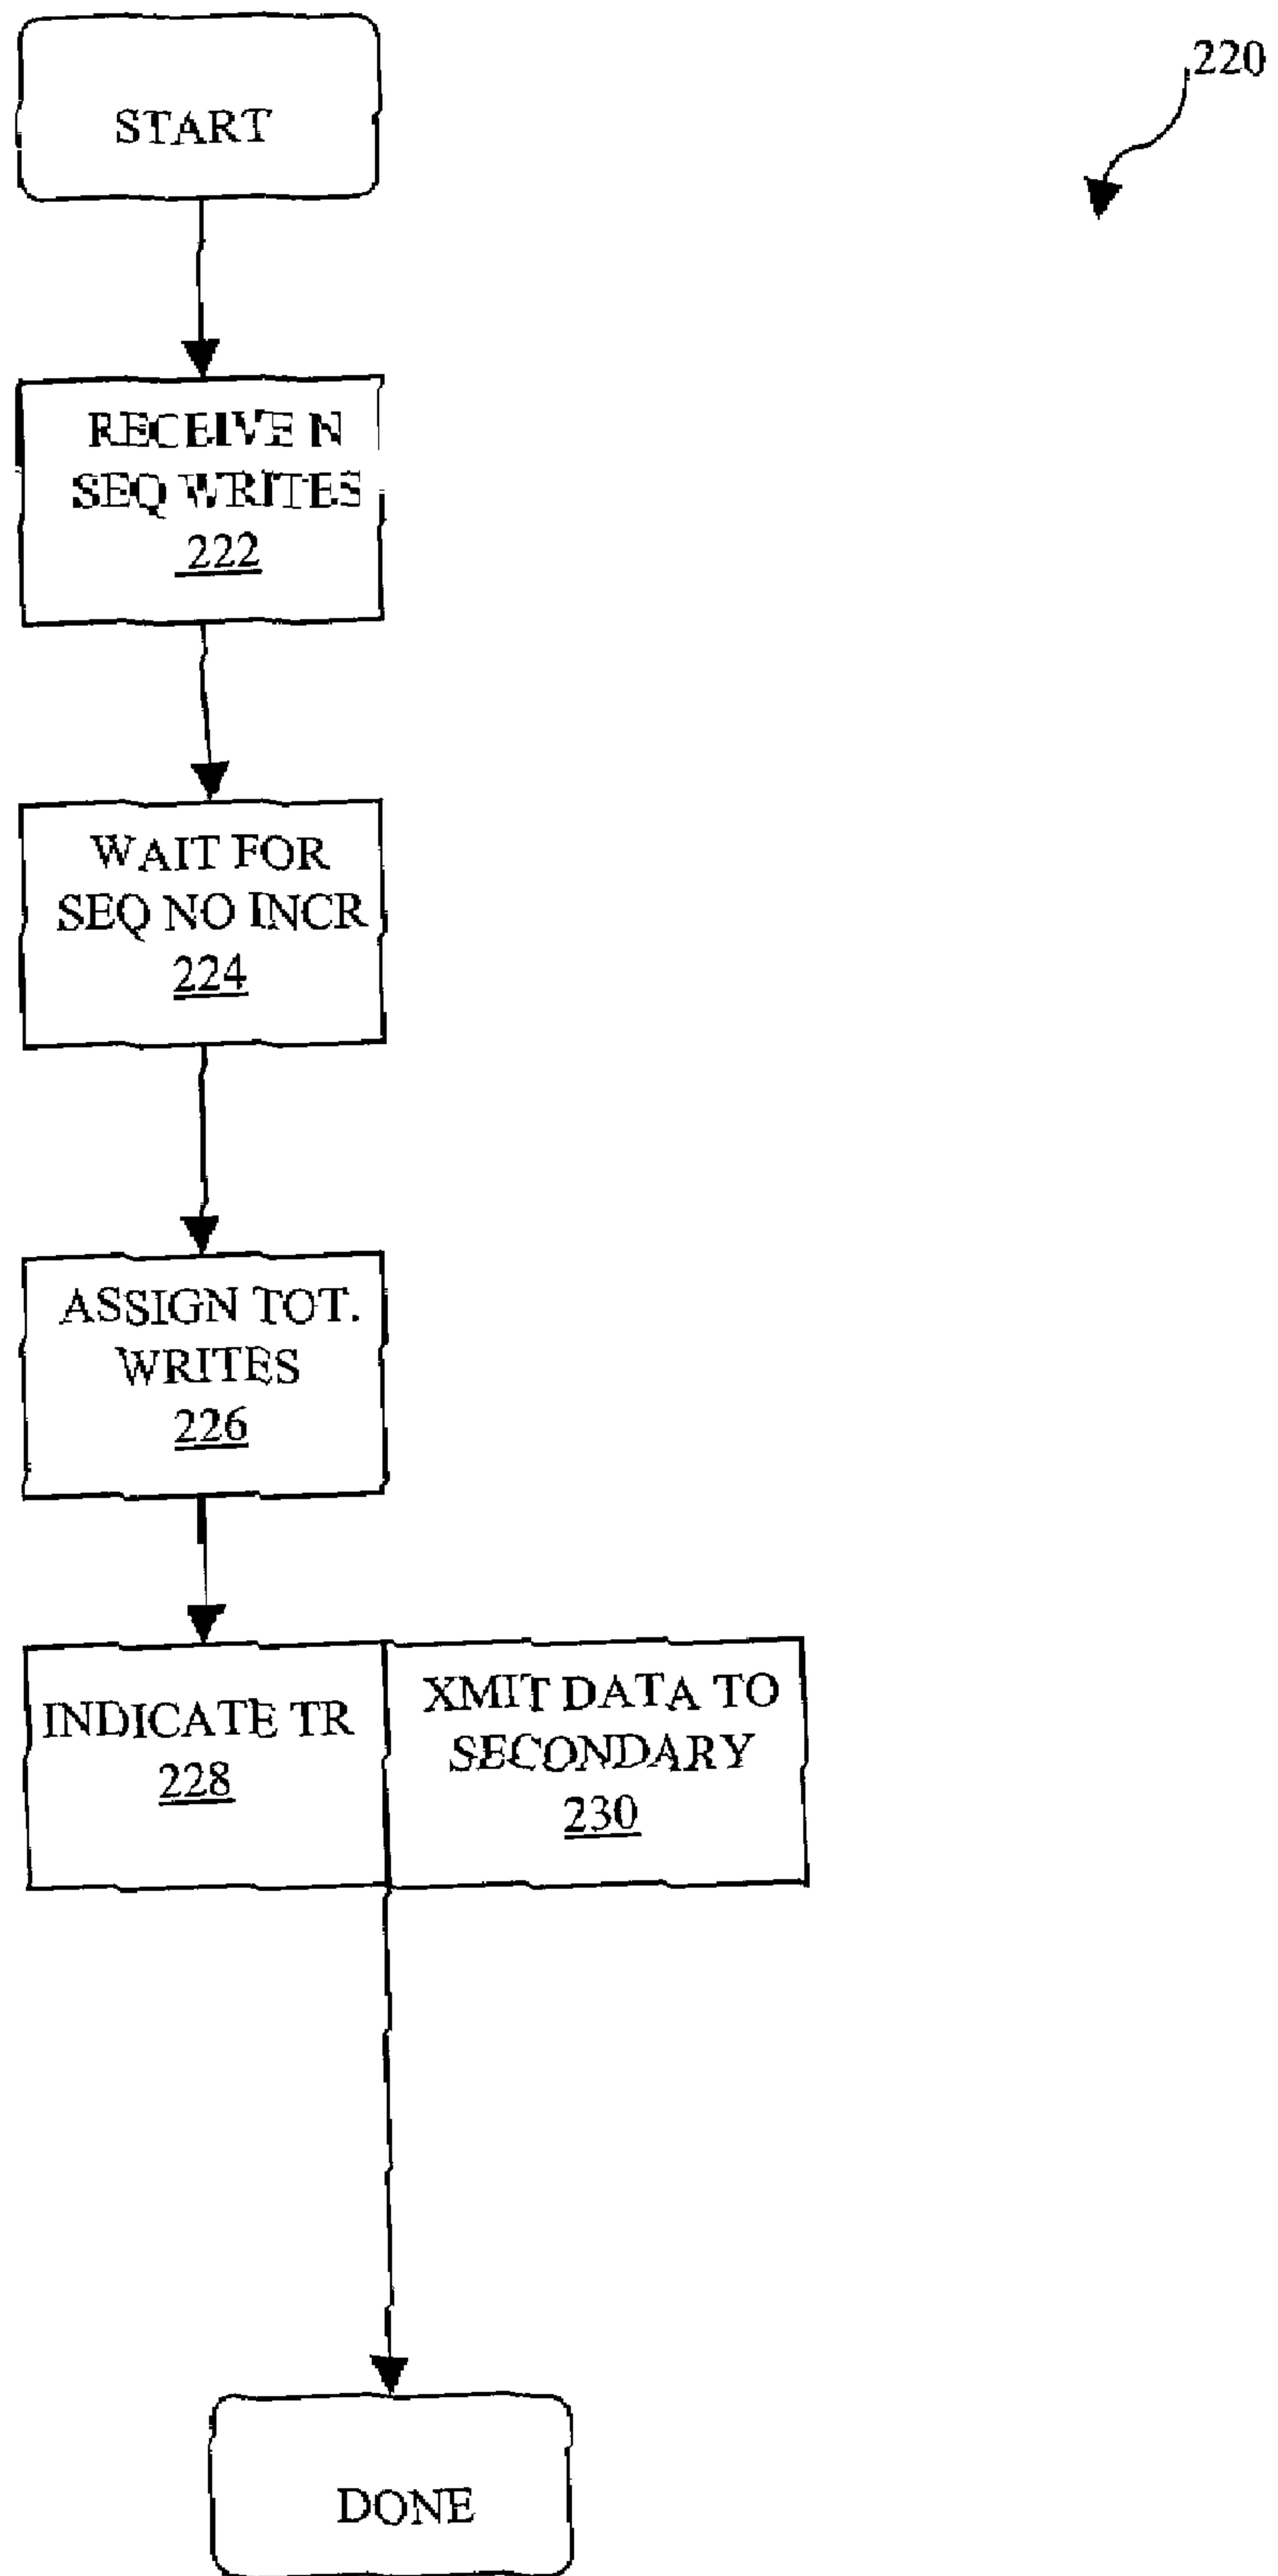 220
START
RECEIVE N
SEQ WRITES
222
WAIT FOR
SEQ NO INCR
224
ASSIGN TOT.
WRITES
226
INDICATE TR
228
XMIT DATA TO
SECONDARY
230
DONE